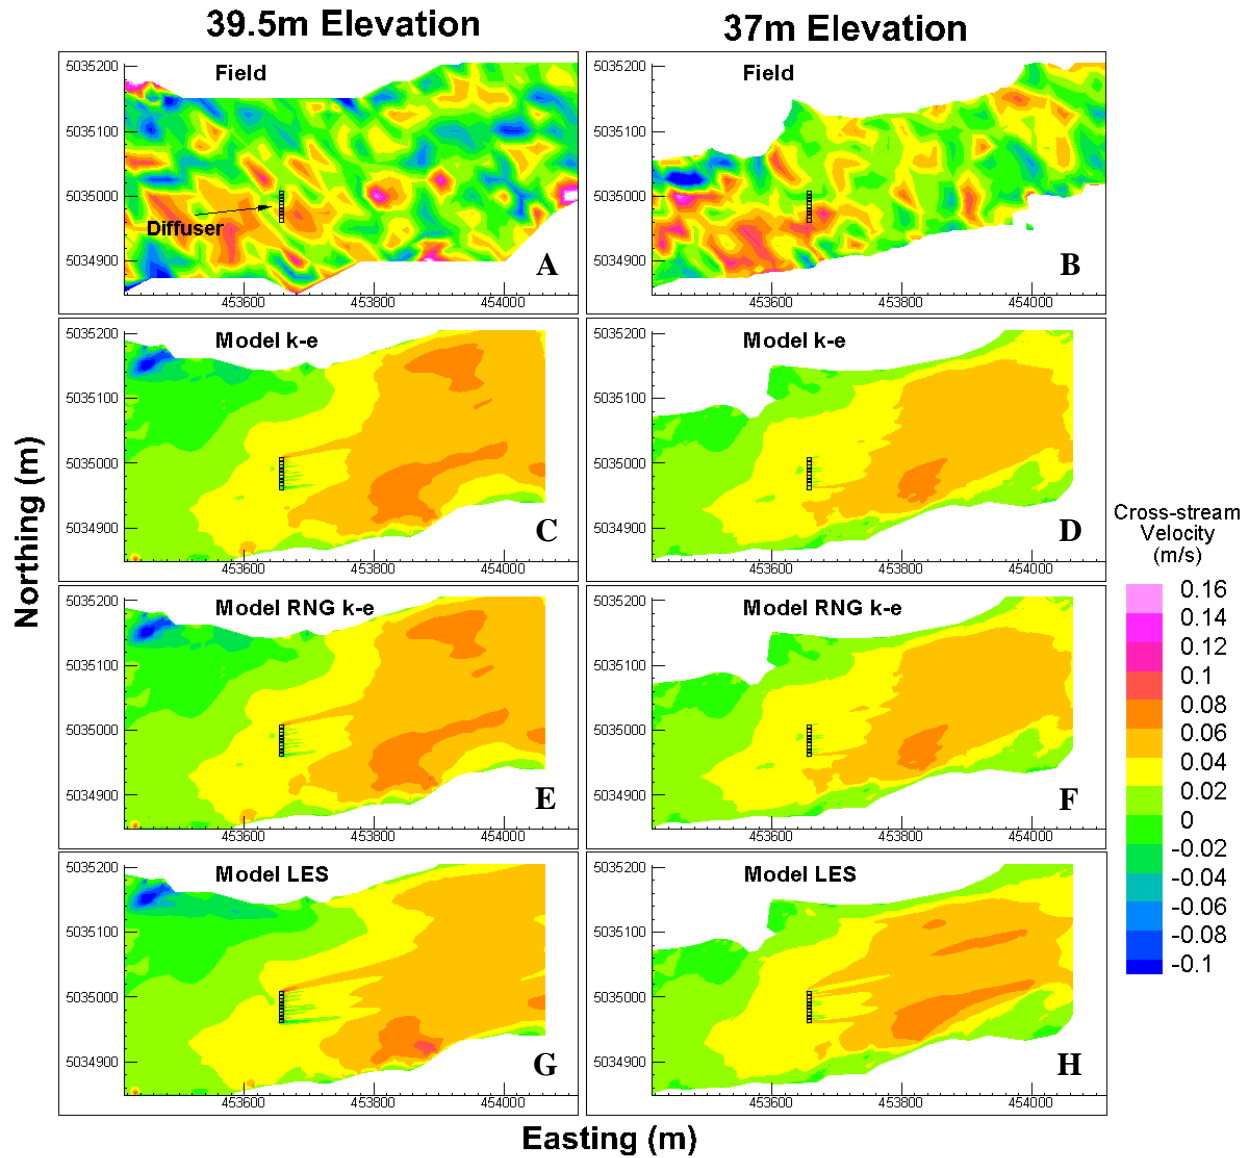 39.5m Elevation
37m Elevation
Field
5035200
5035100
5035000
5034900
Diffuser
A
453600
453800
454000
Field
5035200
5035100
5035000
5034900
B
453600
453800
454000
Model k-e
5035200
5035100
5035000
5034900
C
453600
453800
454000
Model k-e
5035200
5035100
5035000
5034900
D
453600
453800
454000
Model RNG k-e
5035200
5035100
5035000
5034900
E
453600
453800
454000
Model RNG k-e
5035200
5035100
5035000
5034900
F
453600
453800
454000
Model LES
5035200
5035100
5035000
5034900
G
453600
453800
454000
Model LES
5035200
5035100
5035000
5034900
H
453600
453800
454000
Northing (m)
Easting (m)
Cross-stream
Velocity
(m/s)
0.16
0.14
0.12
0.1
0.08
0.06
0.04
0.02
0
-0.02
-0.04
-0.06
-0.08
-0.1